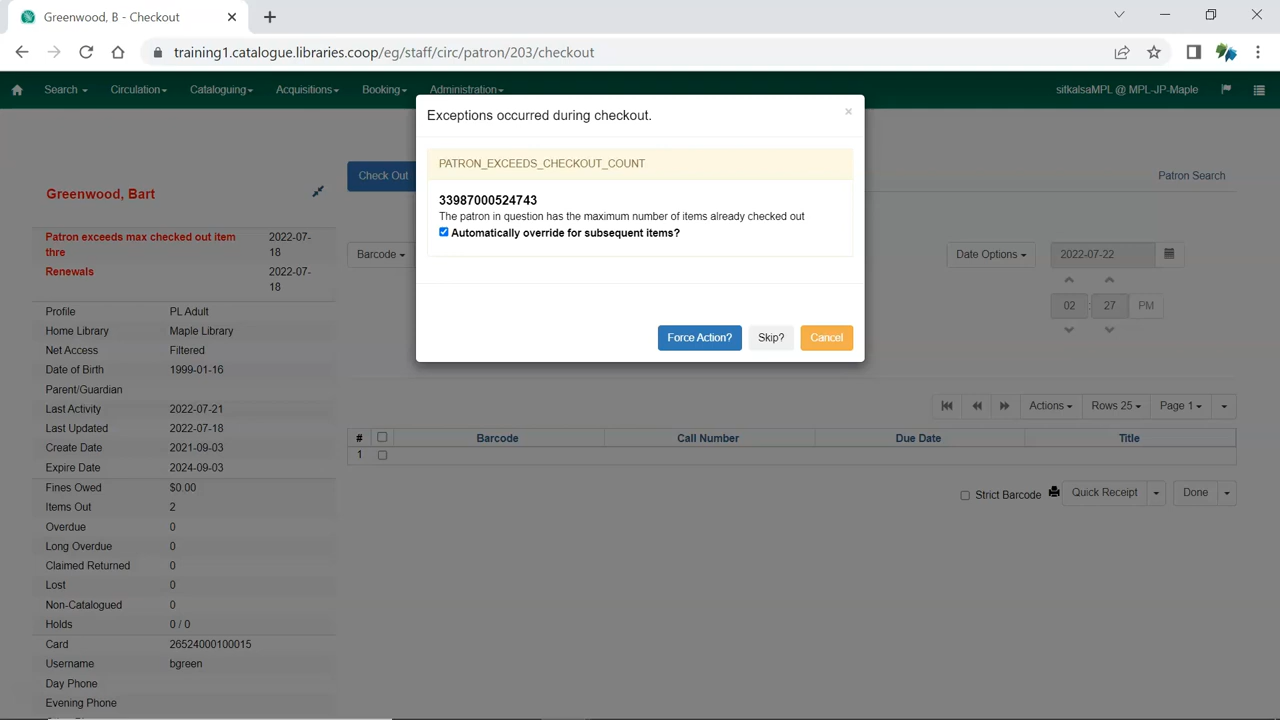 Greenwood, B - Checkout
training1.catalogue.libraries.coop/eg/staff/circ/patron/203/checkout
Search Circulation Cataloguing Acquisitions Booking Administration sitkalsaMPL @ MPL-JP-Maple
Exceptions occurred during checkout.
×
PATRON_EXCEEDS_CHECKOUT_COUNT
33987000524743
The patron in question has the maximum number of items already checked out
Automatically override for subsequent items?
Force Action? Skip? Cancel
Greenwood, Bart
Check Out
Patron Search
Patron exceeds max checked out item thre 2022-07-18
Renewals 2022-07-18
Barcode
Date Options 2022-07-22
02 : 27 PM
Profile PL Adult
Home Library Maple Library
Net Access Filtered
Date of Birth 1999-01-16
Parent/Guardian
Last Activity 2022-07-21
Last Updated 2022-07-18
Create Date 2021-09-03
Expire Date 2024-09-03
Fines Owed $0.00
Items Out 2
Overdue 0
Long Overdue 0
Claimed Returned 0
Lost 0
Non-Catalogued 0
Holds 0 / 0
Card 26524000100015
Username bgreen
Day Phone
Evening Phone
Actions Rows 25 Page 1
# Barcode Call Number Due Date Title
1
Strict Barcode Quick Receipt Done